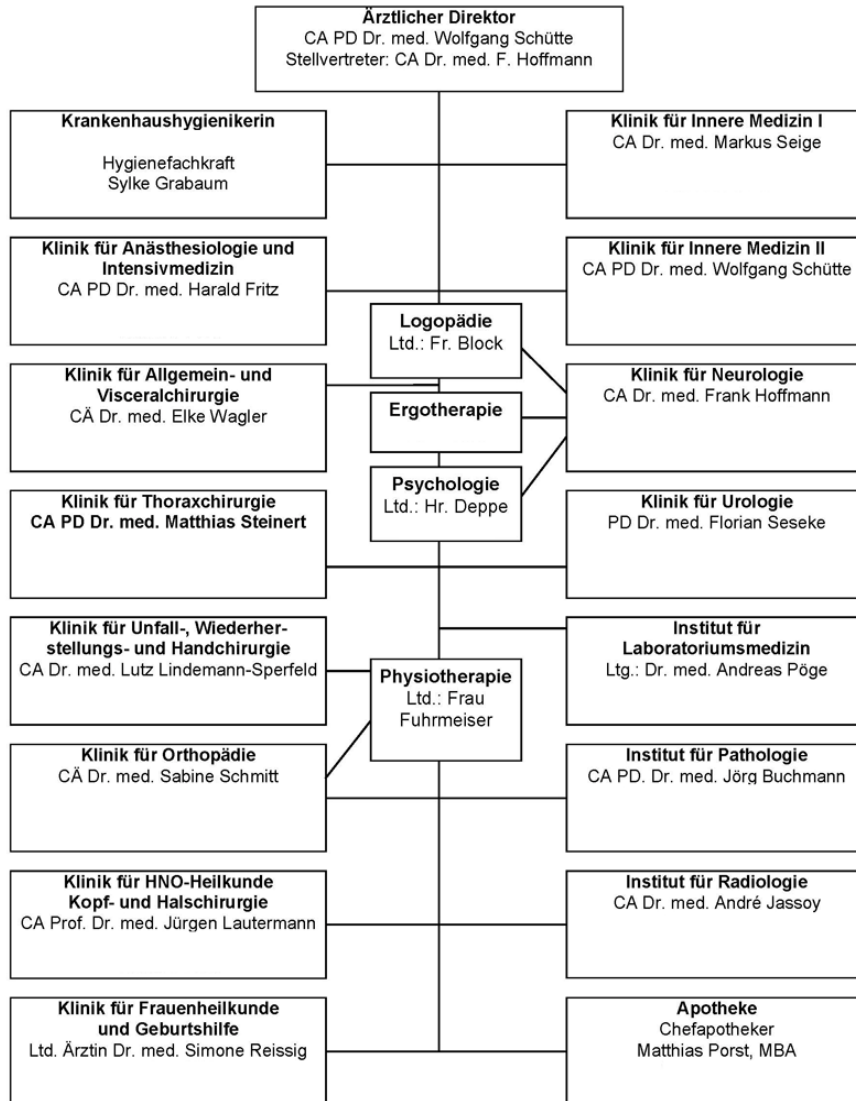 Ärztlicher Direktor
CA PD Dr. med. Wolfgang Schütte
Stellvertreter: CA Dr. med. F. Hoffmann
Krankenhaushygienikerin
Hygienefachkraft
Sylke Grabaum
Klinik für Innere Medizin I
CA Dr. med. Markus Seige
Klinik für Anästhesiologie und
Intensivmedizin
CA PD Dr. med. Harald Fritz
Klinik für Innere Medizin II
CA PD Dr. med. Wolfgang Schütte
Logopädie
Ltd.: Fr. Block
Klinik für Allgemein- und
Visceralchirurgie
CÄ Dr. med. Elke Wagler
Ergotherapie
Klinik für Neurologie
CA Dr. med. Frank Hoffmann
Psychologie
Ltd.: Hr. Deppe
Klinik für Thoraxchirurgie
CA PD Dr. med. Matthias Steinert
Klinik für Urologie
PD Dr. med. Florian Seseke
Klinik für Unfall-, Wiederher-
stellungs- und Handchirurgie
CA Dr. med. Lutz Lindemann-Sperfeld
Physiotherapie
Ltd.: Frau
Fuhrmeiser
Institut für
Laboratoriumsmedizin
Ltg.: Dr. med. Andreas Pöge
Klinik für Orthopädie
CÄ Dr. med. Sabine Schmitt
Institut für Pathologie
CA PD. Dr. med. Jörg Buchmann
Klinik für HNO-Heilkunde
Kopf- und Halschirurgie
CA Prof. Dr. med. Jürgen Lautermann
Institut für Radiologie
CA Dr. med. André Jassoy
Klinik für Frauenheilkunde
und Geburtshilfe
Ltd. Ärztin Dr. med. Simone Reissig
Apotheke
Chefapotheker
Matthias Porst, MBA